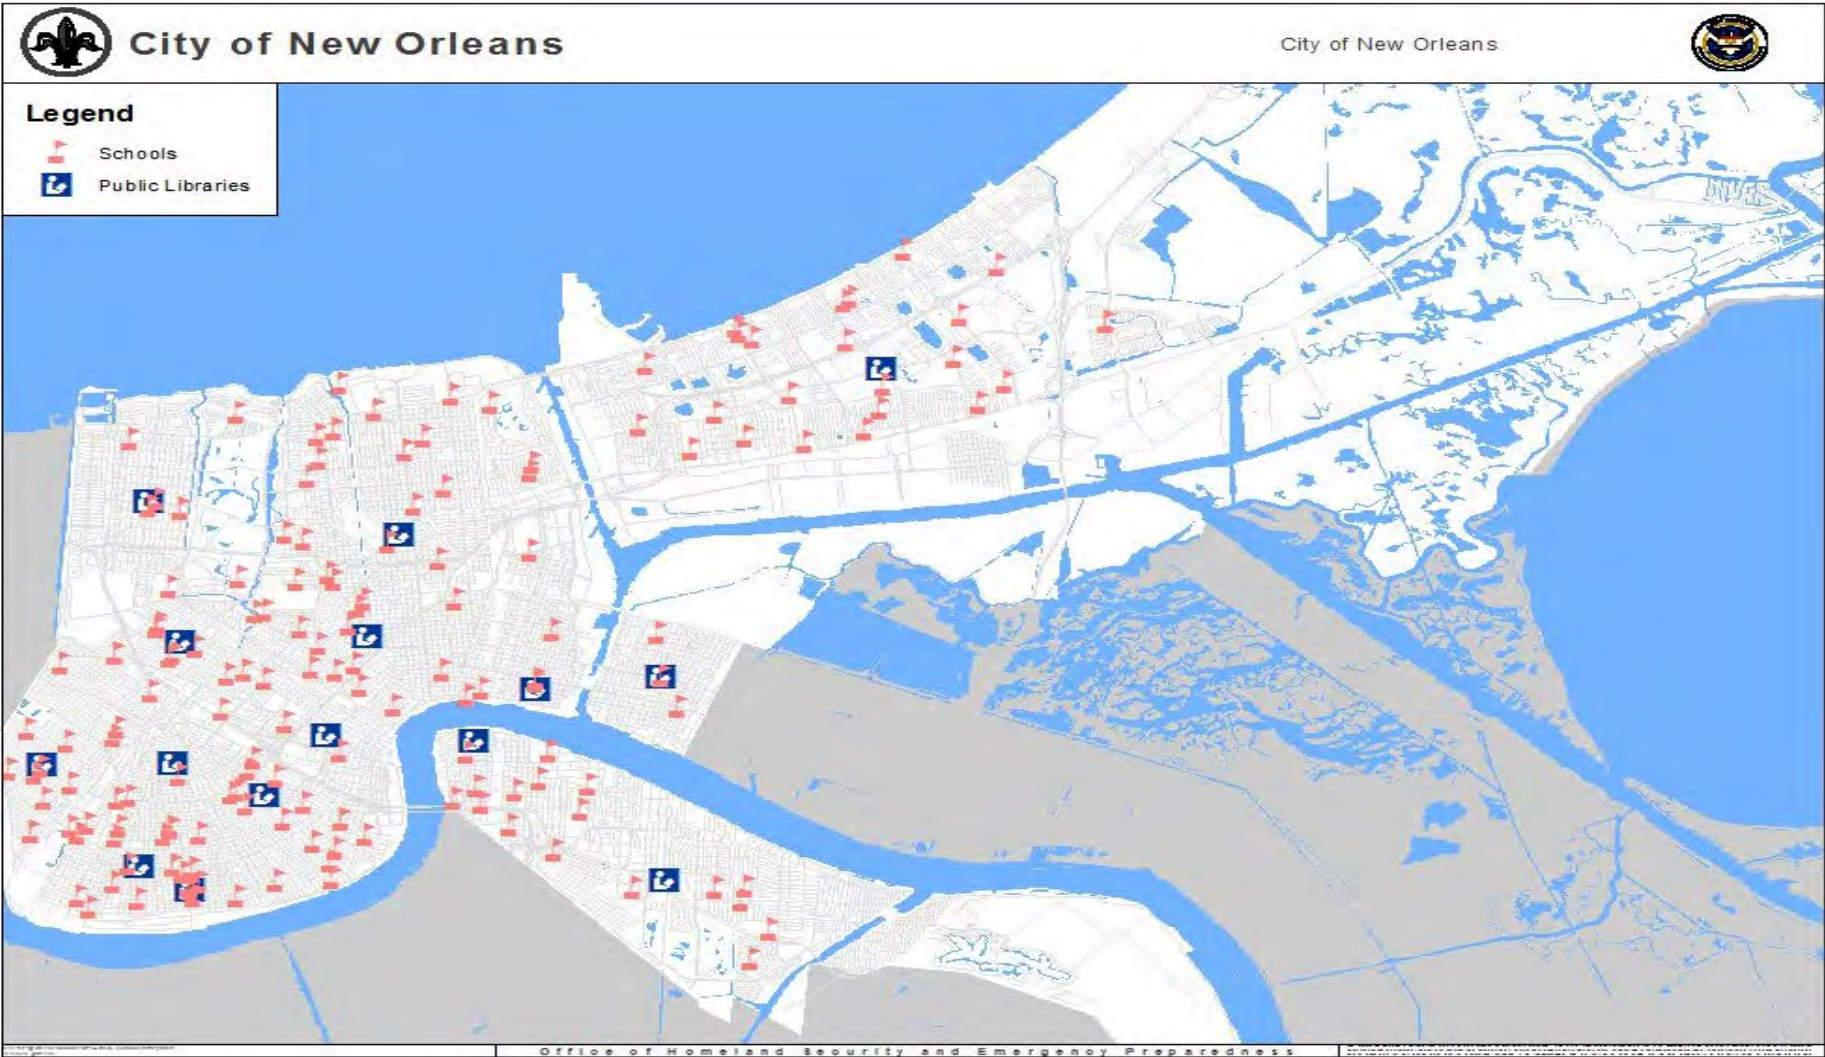 City of New Orleans
City of New Orleans
Legend
Schools
Public Libraries
Office of Homeland Security and Emergency Preparedness